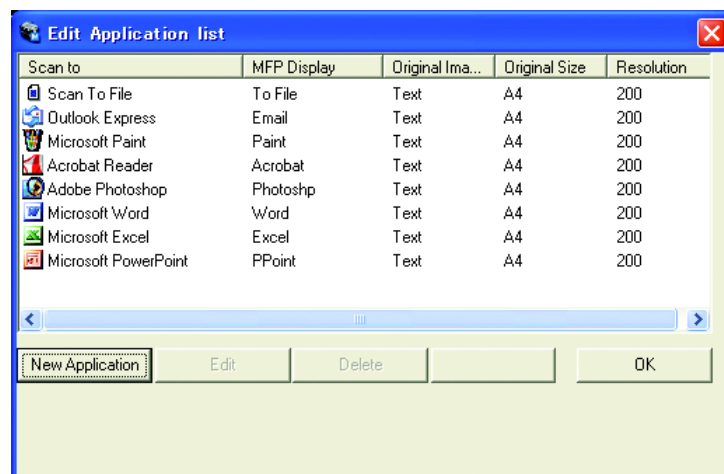 Edit Application list
Scan to MFP Display Original Ima... Original Size Resolution
Scan To File To File Text A4 200
Outlook Express Email Text A4 200
Microsoft Paint Paint Text A4 200
Acrobat Reader Acrobat Text A4 200
Adobe Photoshop Photoshp Text A4 200
Microsoft Word Word Text A4 200
Microsoft Excel Excel Text A4 200
Microsoft PowerPoint PPoint Text A4 200
New Application Edit Delete OK